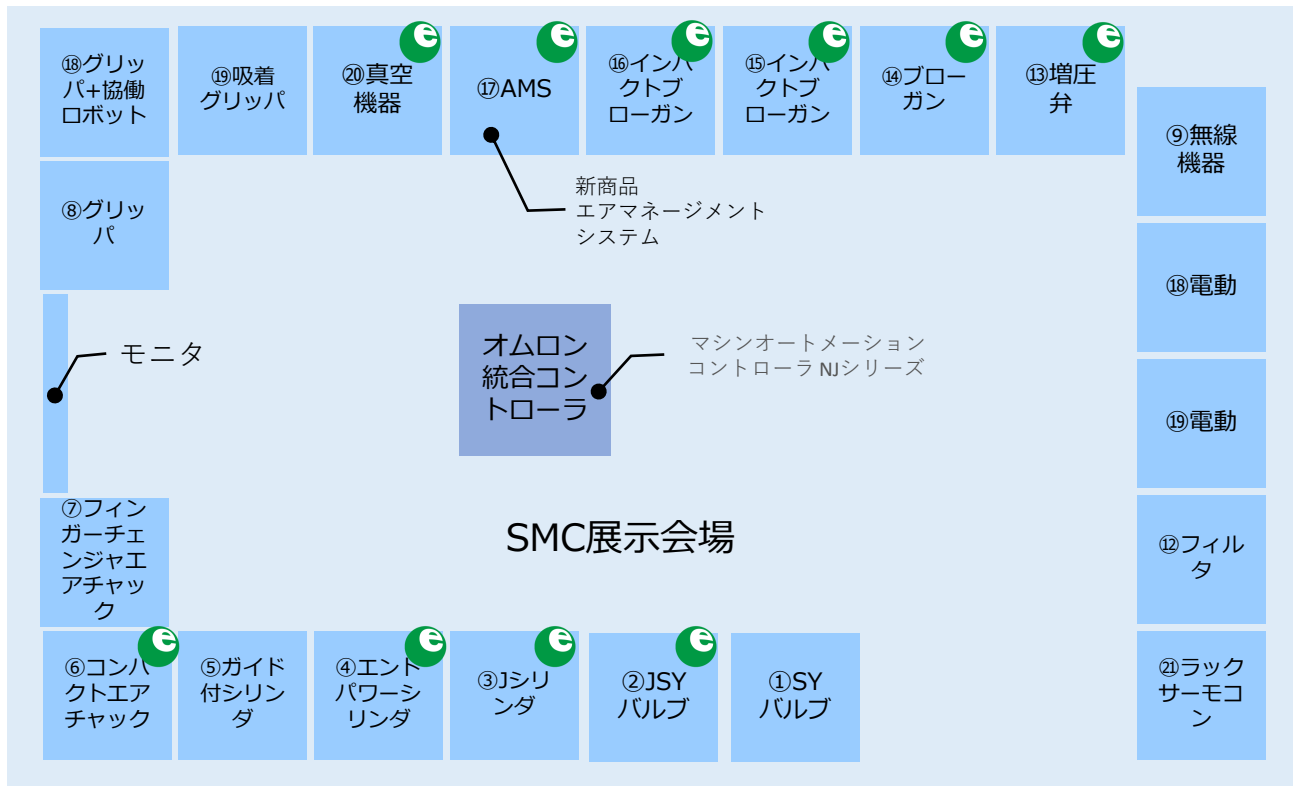 ⑱グリッ
パ+協働
ロボット
⑲吸着
グリッパ
⑳真空
機器
e
⑰AMS
e
⑯インパ
クトブ
ローガン
e
⑮インパ
クトブ
ローガン
e
⑭ブロー
ガン
e
⑬増圧
弁
e
⑨無線
機器
⑧グリッ
パ
新商品
エアマネージメント
システム
⑱電動
モニタ
オムロン
統合コン
トローラ
マシンオートメーション
コントローラ NJシリーズ
⑲電動
⑦フィン
ガーチェ
ンジャエ
アチャッ
ク
SMC展示会場
⑫フィル
タ
⑥コンパ
クトエア
チャック
e
⑤ガイド
付シリン
ダ
④エンド
パワーシ
リンダ
e
③Jシリ
ンダ
e
②JSY
バルブ
e
①SY
バルブ
㉑ラック
サーモコ
ン